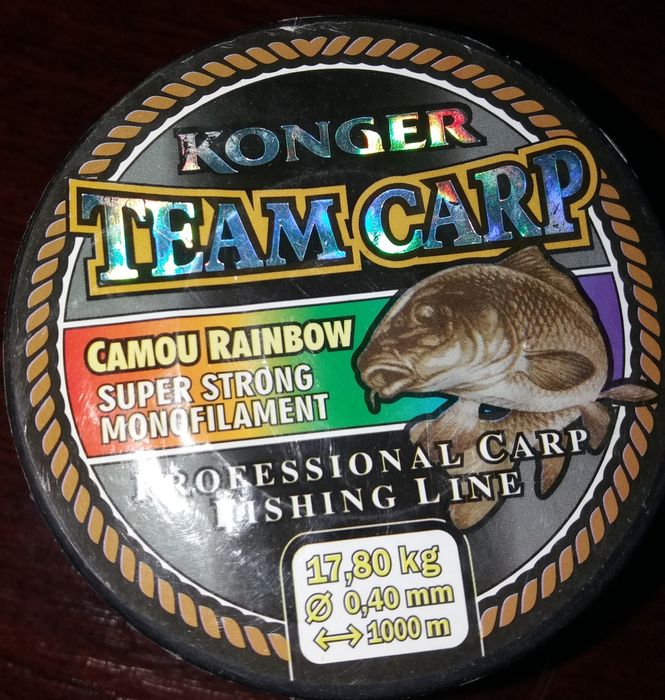 KONGER
TEAM CARP
CAMOU RAINBOW
SUPER STRONG
MONOFILAMENT
PROFESSIONAL CARP
FISHING LINE
17,80 kg
Ø 0,40 mm
↔ 1000 m